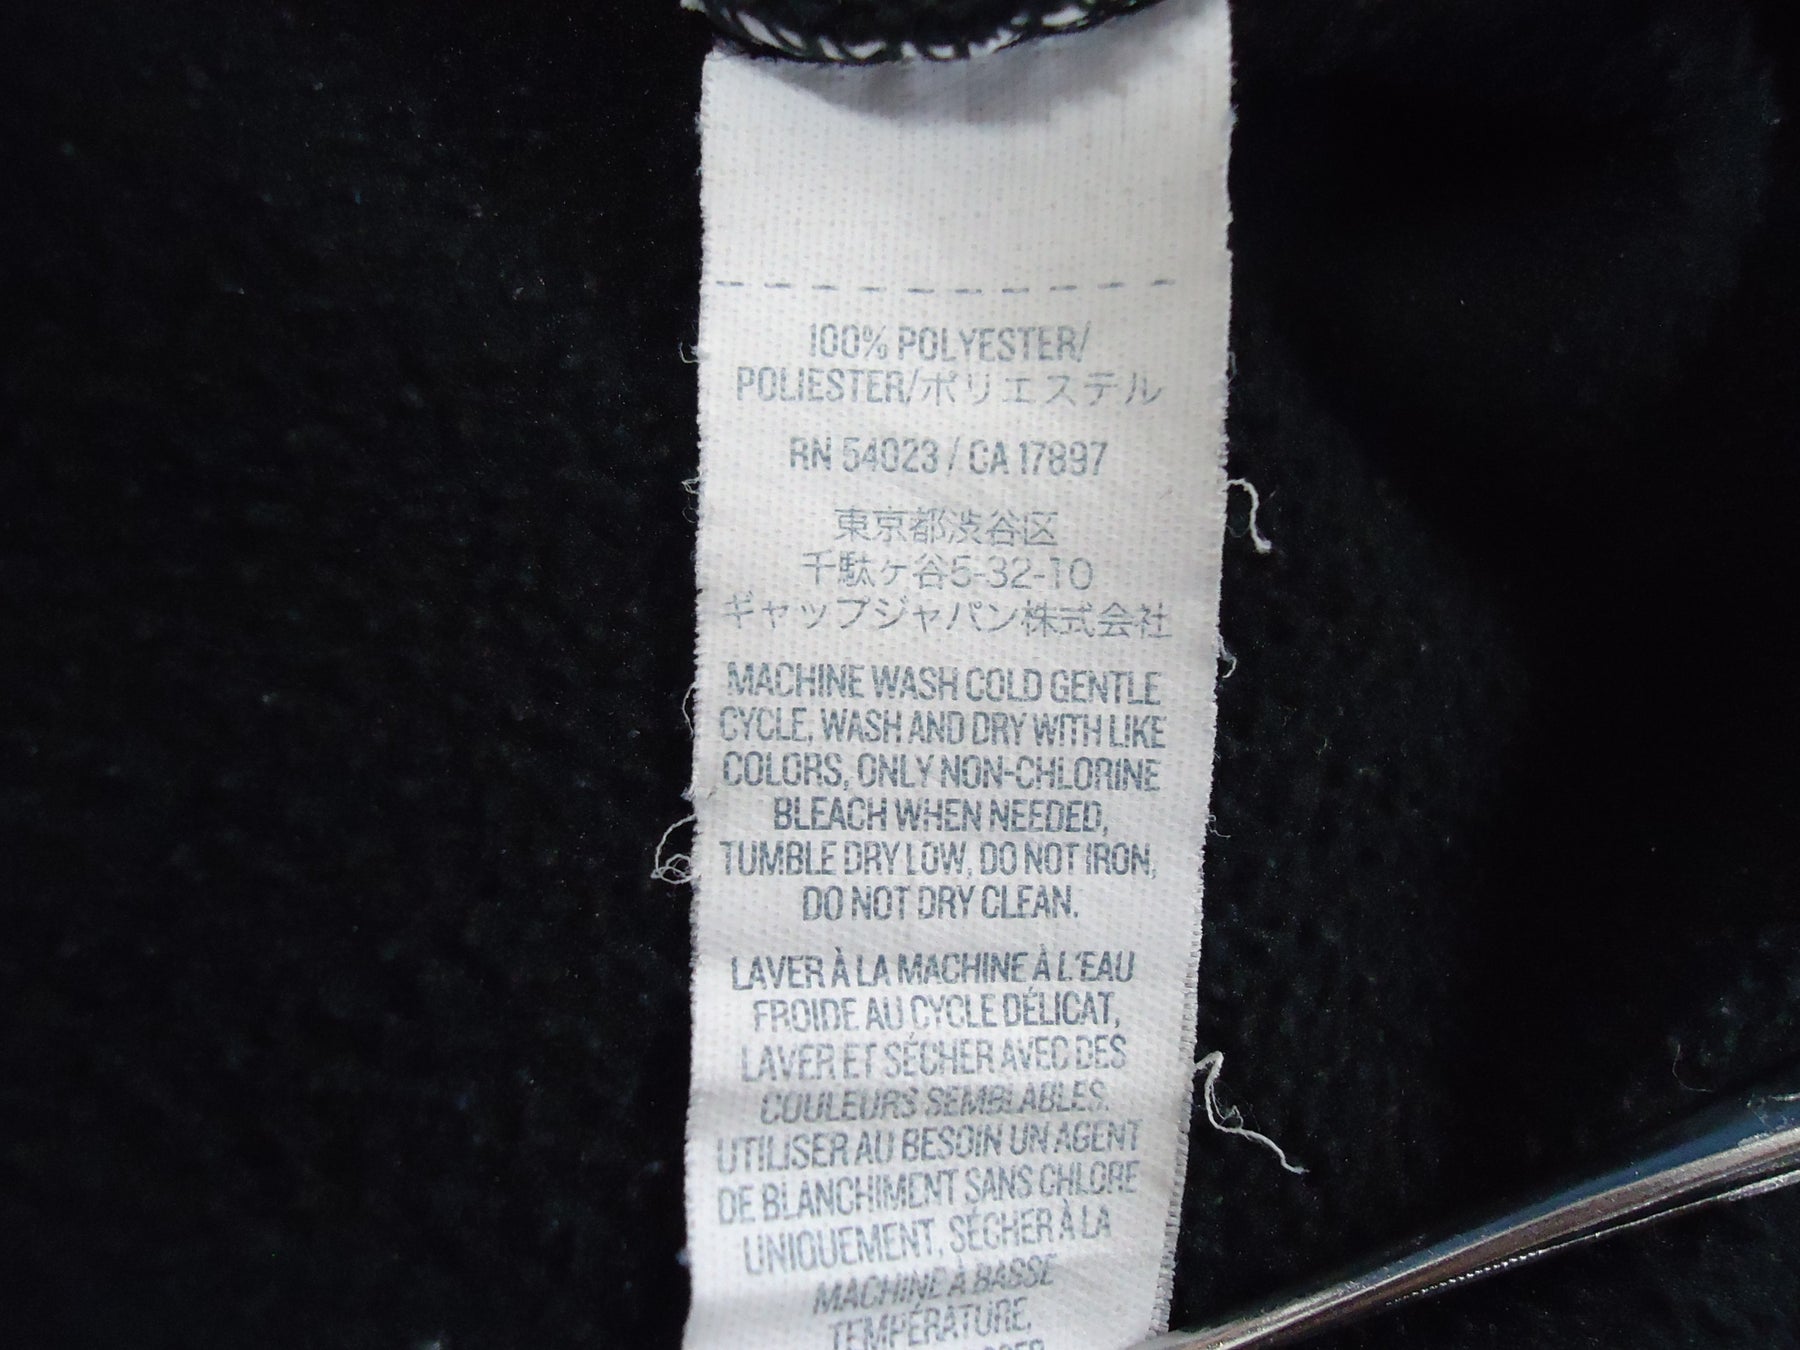 100% POLYESTER/
POLIESTER/ポリエステル
RN 54023 / CA 17897
東京都渋谷区
千駄ヶ谷5-32-10
ギャップジャパン株式会社
MACHINE WASH COLD GENTLE
CYCLE, WASH AND DRY WITH LIKE
COLORS, ONLY NON-CHLORINE
BLEACH WHEN NEEDED,
TUMBLE DRY LOW, DO NOT IRON,
DO NOT DRY CLEAN.
LAVER À LA MACHINE À L'EAU
FROIDE AU CYCLE DÉLICAT,
LAVER ET SÉCHER AVEC DES
COULEURS SEMBLABLES.
UTILISER AU BESOIN UN AGENT
DE BLANCHIMENT SANS CHLORE
UNIQUEMENT, SÉCHER À LA
MACHINE À BASSE
TEMPÉRATURE,